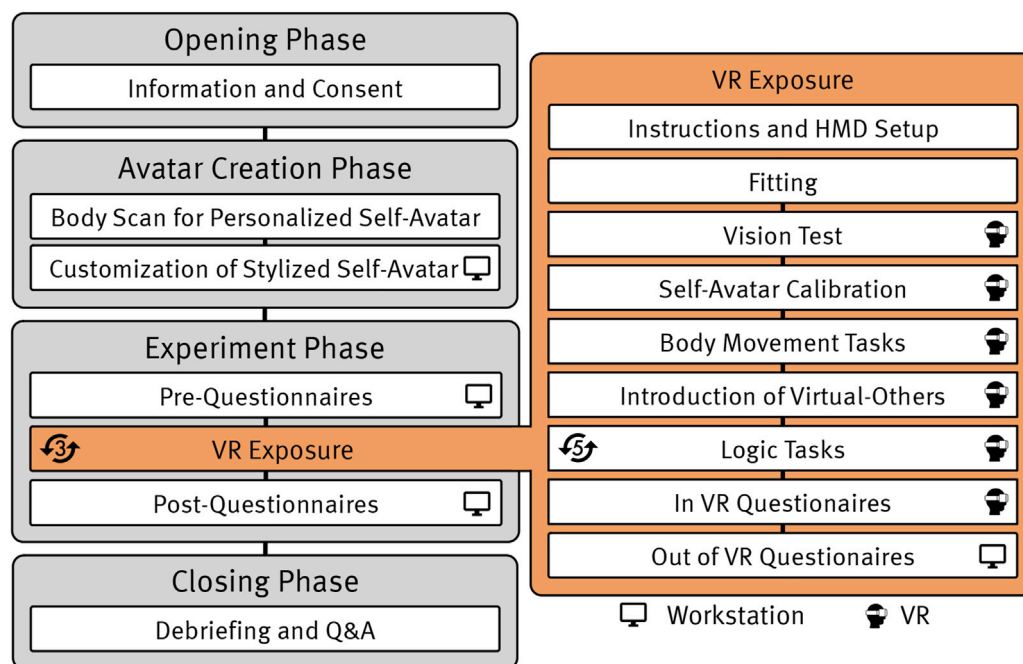 Opening Phase
Information and Consent
Avatar Creation Phase
Body Scan for Personalized Self-Avatar
Customization of Stylized Self-Avatar
Experiment Phase
Pre-Questionnaires
3
VR Exposure
Post-Questionnaires
Closing Phase
Debriefing and Q&A
VR Exposure
Instructions and HMD Setup
Fitting
Vision Test
Self-Avatar Calibration
Body Movement Tasks
Introduction of Virtual-Others
5
Logic Tasks
In VR Questionaires
Out of VR Questionaires
Workstation
VR